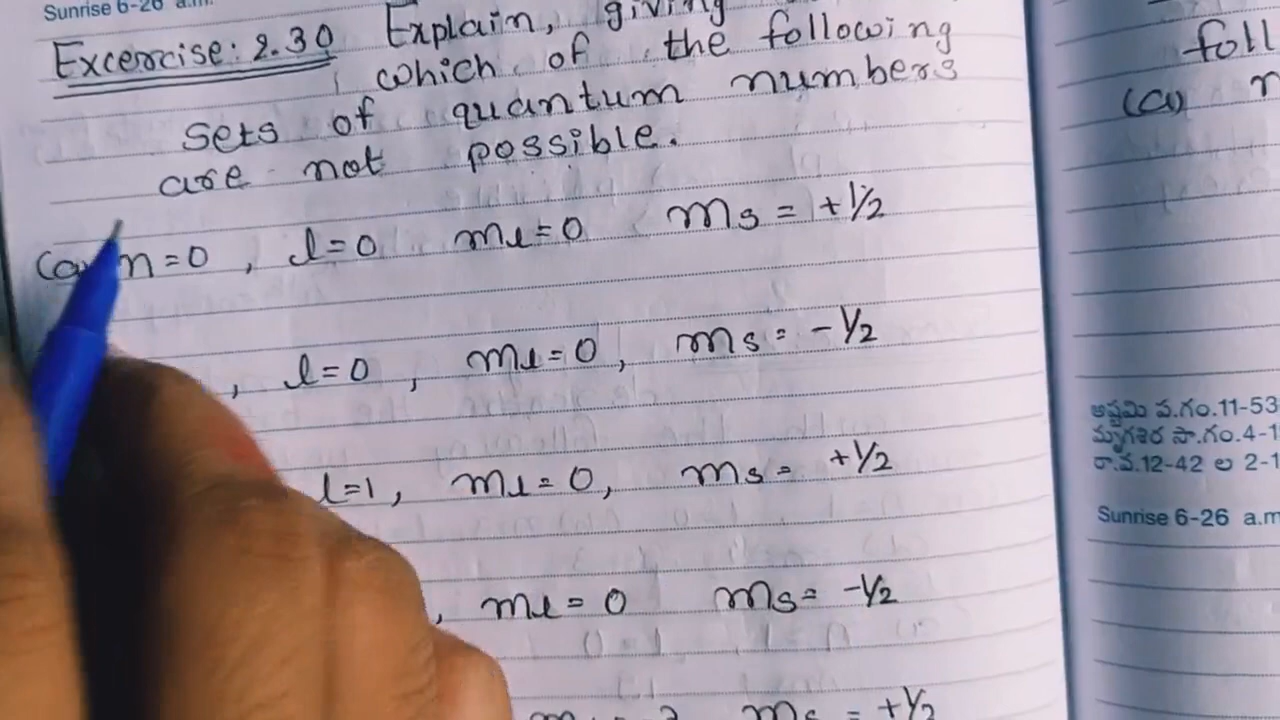 Sunrise 6-26 a.m.
Excercise: 2.30 Explain, giving
which of the following
sets of quantum numbers
are not possible.
(a) n=0, l=0 ml=0 ms = +1/2
, l=0, ml=0, ms = -1/2
l=1, ml=0, ms= +1/2
, ml=0 ms= -1/2
ms = +1/2
foll
(a)
అష్టమి ప.గం.11-53
మృగశిర సా.గం.4-1
రా.వ.12-42 ల 2-1
Sunrise 6-26 a.m